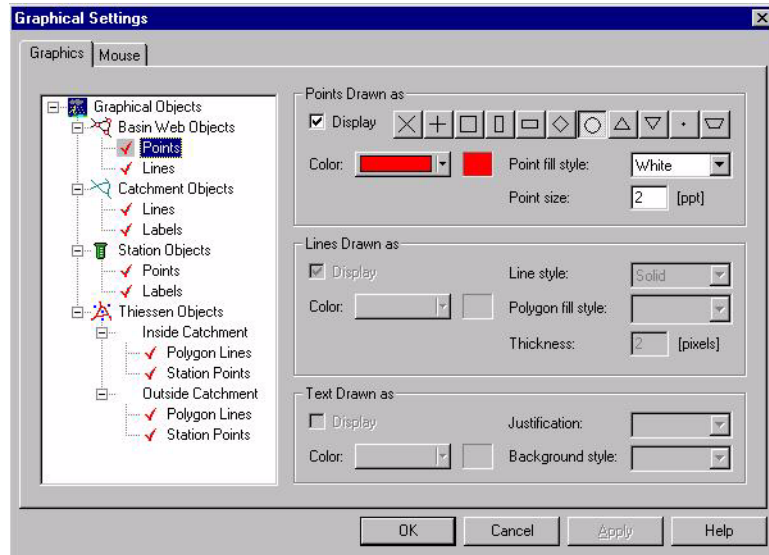 Graphical Settings
Graphics Mouse
Graphical Objects
Basin Web Objects
Points
Lines
Catchment Objects
Lines
Labels
Station Objects
Points
Labels
Thiessen Objects
Inside Catchment
Polygon Lines
Station Points
Outside Catchment
Polygon Lines
Station Points
Points Drawn as
Display
Color: Point fill style: White
Point size: 2 [ppt]
Lines Drawn as
Display Line style: Solid
Color: Polygon fill style:
Thickness: 2 [pixels]
Text Drawn as
Display Justification:
Color: Background style:
OK Cancel Apply Help